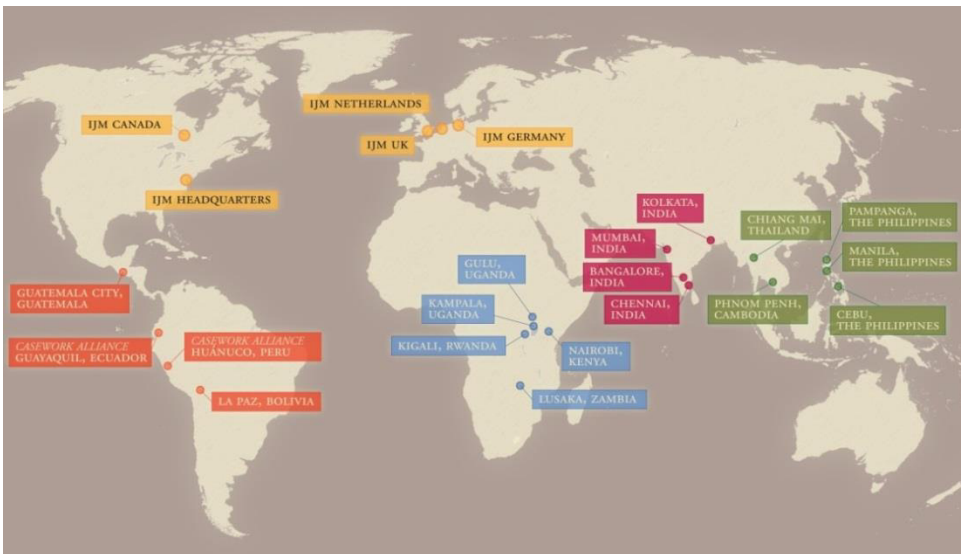 IJM NETHERLANDS
IJM CANADA
IJM UK
IJM GERMANY
IJM HEADQUARTERS
KOLKATA,
INDIA
CHIANG MAI,
THAILAND
PAMPANGA,
THE PHILIPPINES
MUMBAI,
INDIA
MANILA,
THE PHILIPPINES
GULU,
UGANDA
BANGALORE,
INDIA
GUATEMALA CITY,
GUATEMALA
KAMPALA,
UGANDA
CHENNAI,
INDIA
PHNOM PENH,
CAMBODIA
CEBU,
THE PHILIPPINES
CASEWORK ALLIANCE
GUAYAQUIL, ECUADOR
CASEWORK ALLIANCE
HUÁNUCO, PERU
KIGALI, RWANDA
NAIROBI,
KENYA
LA PAZ, BOLIVIA
LUSAKA, ZAMBIA